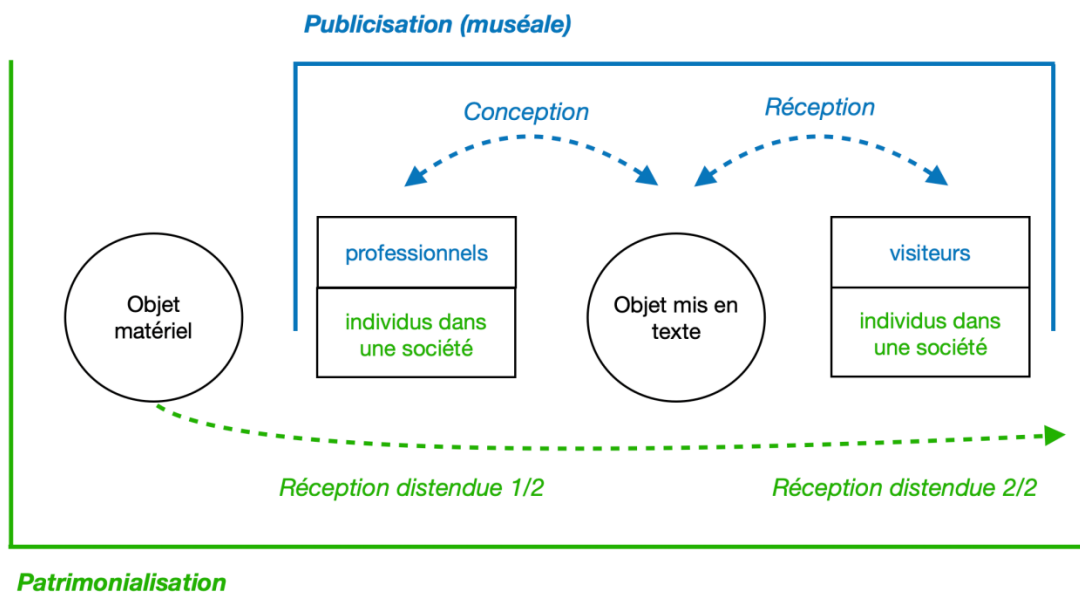 Publicisation (muséale)
Conception
Réception
professionnels
visiteurs
Objet
matériel
individus dans
une société
Objet mis en
texte
individus dans
une société
Réception distendue 1/2
Réception distendue 2/2
Patrimonialisation